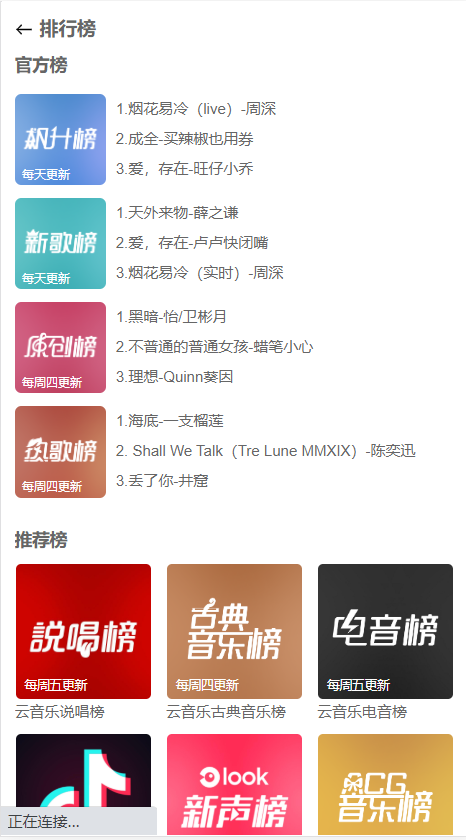 排行榜
官方榜
飙升榜
每天更新
1.烟花易冷（live）-周深
2.成全-买辣椒也用券
3.爱，存在-旺仔小乔
新歌榜
每天更新
1.天外来物-薛之谦
2.爱，存在-卢卢快闭嘴
3.烟花易冷（实时）-周深
原创榜
每周四更新
1.黑暗-怡/卫彬月
2.不普通的普通女孩-蜡笔小心
3.理想-Quinn葵因
热歌榜
每周四更新
1.海底-一支榴莲
2. Shall We Talk（Tre Lune MMXIX）-陈奕迅
3.丢了你-井窟
推荐榜
説唱榜
每周五更新
云音乐说唱榜
古典
音乐榜
每周四更新
云音乐古典音乐榜
电音榜
每周五更新
云音乐电音榜
look
新声榜
ACG
音乐榜
正在连接...